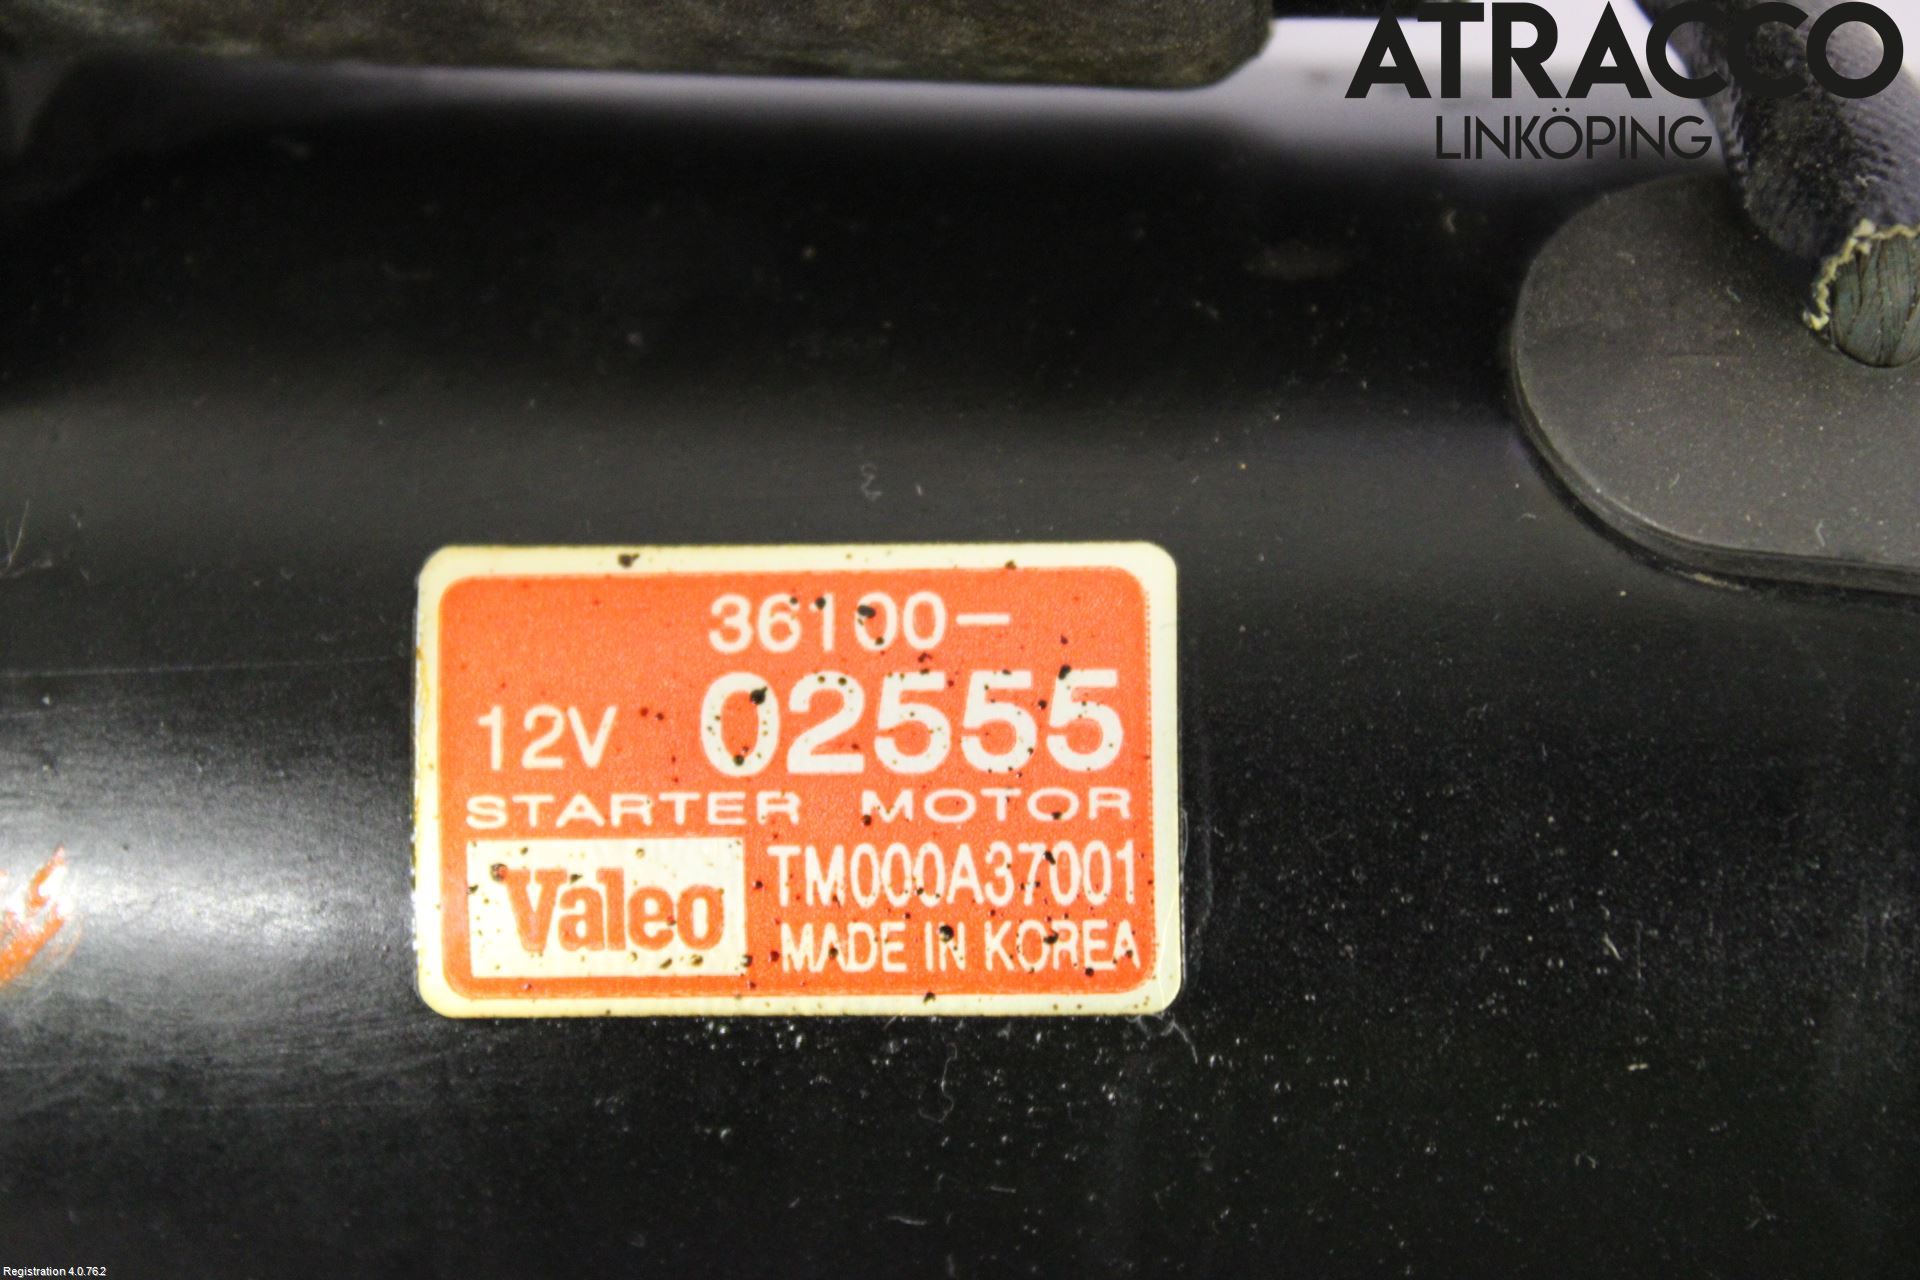 ATRACCO
LINKÖPING
36100-
12V 02555
STARTER MOTOR
Valeo TM000A37001
MADE IN KOREA
Registration 4.0.76.2